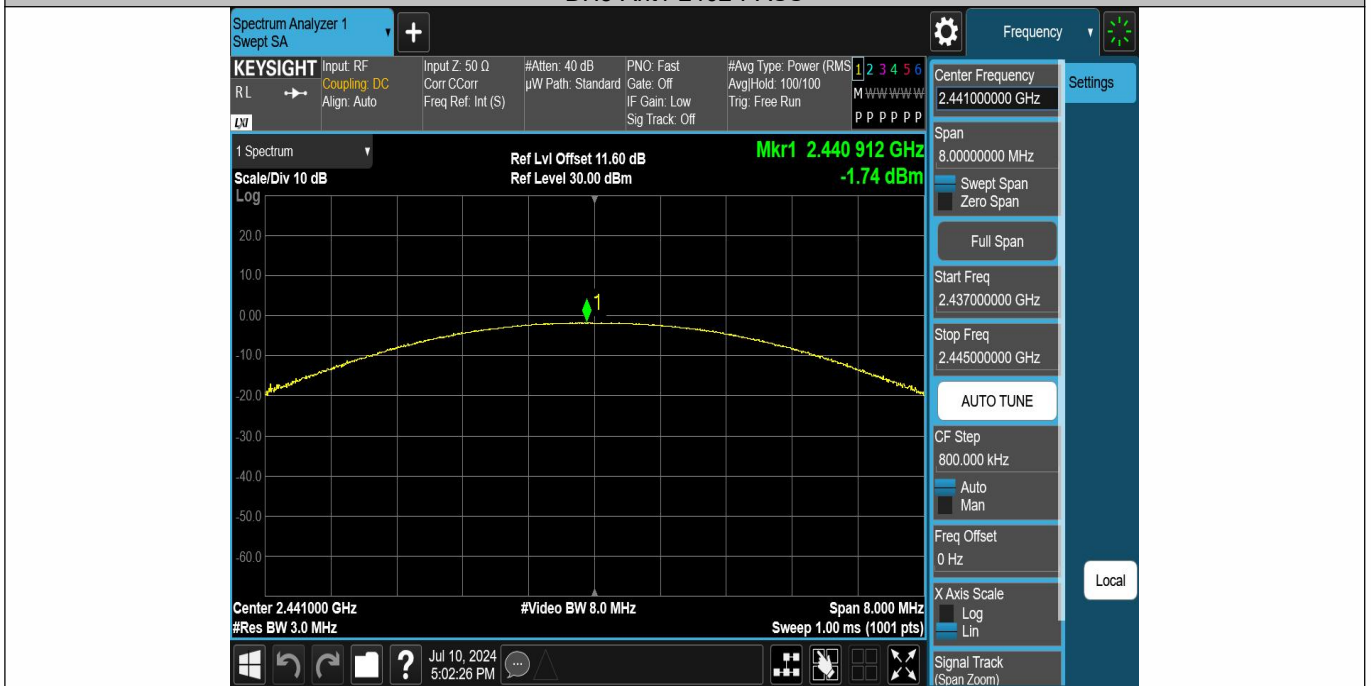 Spectrum Analyzer 1
Swept SA
+
Frequency
KEYSIGHT
RL
LXI
Input: RF
Coupling: DC
Align: Auto
Input Z: 50 Ω
Corr CCorr
Freq Ref: Int (S)
#Atten: 40 dB
µW Path: Standard
PNO: Fast
Gate: Off
IF Gain: Low
Sig Track: Off
#Avg Type: Power (RMS
Avg|Hold: 100/100
Trig: Free Run
1 2 3 4 5 6
M W W W W W
P P P P P P
1 Spectrum
Scale/Div 10 dB
Log
Ref Lvl Offset 11.60 dB
Ref Level 30.00 dBm
Mkr1 2.440 912 GHz
-1.74 dBm
20.0
10.0
0.00
-10.0
-20.0
-30.0
-40.0
-50.0
-60.0
1
Center 2.441000 GHz
#Video BW 8.0 MHz
Span 8.000 MHz
#Res BW 3.0 MHz
Sweep 1.00 ms (1001 pts)
?
Jul 10, 2024
5:02:26 PM
Center Frequency
2.441000000 GHz
Settings
Span
8.00000000 MHz
Swept Span
Zero Span
Full Span
Start Freq
2.437000000 GHz
Stop Freq
2.445000000 GHz
AUTO TUNE
CF Step
800.000 kHz
Auto
Man
Freq Offset
0 Hz
Local
X Axis Scale
Log
Lin
Signal Track
(Span Zoom)